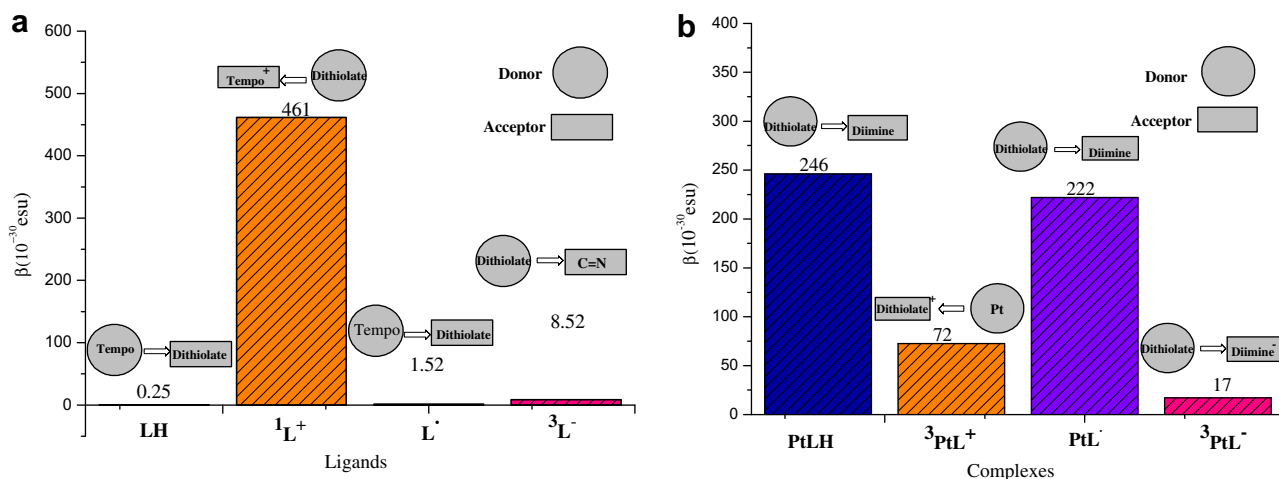 a
β(10⁻³⁰esu)
600
500
400
300
200
100
0
Tempo⁺
Dithiolate
Donor
Acceptor
461
Dithiolate
C=N
8.52
Tempo
Dithiolate
1.52
Tempo
Dithiolate
0.25
LH
¹L⁺
L˙
³L⁻
Ligands
b
β(10⁻³⁰esu)
400
350
300
250
200
150
100
50
0
Donor
Acceptor
Dithiolate
Diimine
246
Dithiolate
Diimine
222
Dithiolate⁺
Pt
72
Dithiolate
Diimine⁻
17
PtLH
³PtL⁺
PtL˙
³PtL⁻
Complexes